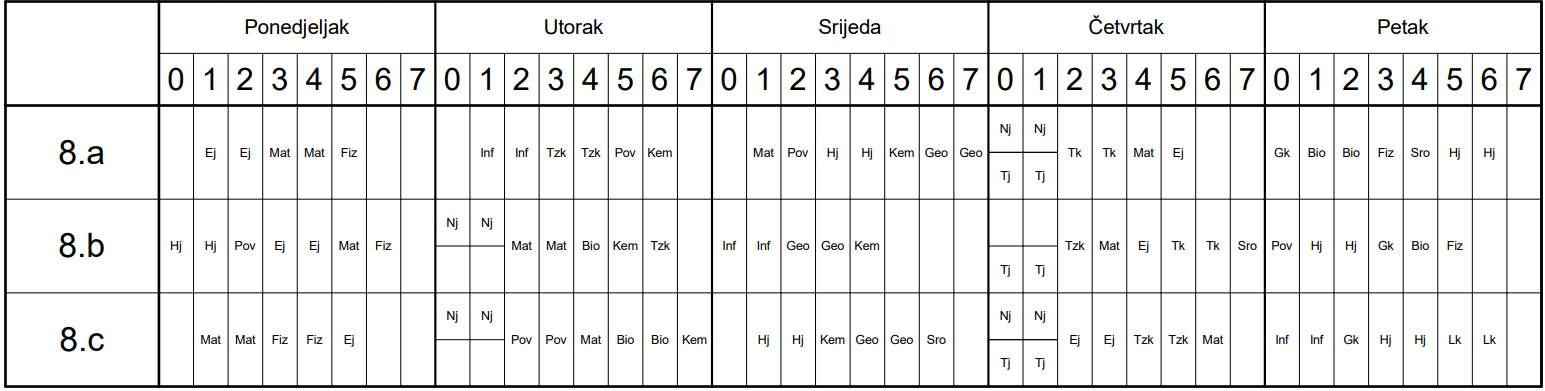 Ponedjeljak Utorak Srijeda Četvrtak Petak
0 1 2 3 4 5 6 7 0 1 2 3 4 5 6 7 0 1 2 3 4 5 6 7 0 1 2 3 4 5 6 7 0 1 2 3 4 5 6 7
8.a Ej Ej Mat Mat Fiz Inf Inf Tzk Tzk Pov Kem Mat Pov Hj Hj Kem Geo Geo Nj Nj Tj Tj Tk Tk Mat Ej Gk Bio Bio Fiz Sro Hj Hj
8.b Hj Hj Pov Ej Ej Mat Fiz Nj Nj Mat Mat Bio Kem Tzk Inf Inf Geo Geo Kem Tj Tj Tzk Mat Ej Tk Tk Sro Pov Hj Hj Gk Bio Fiz
8.c Mat Mat Fiz Fiz Ej Nj Nj Pov Pov Mat Bio Bio Kem Hj Hj Kem Geo Geo Sro Nj Nj Tj Tj Ej Ej Tzk Tzk Mat Inf Inf Gk Hj Hj Lk Lk